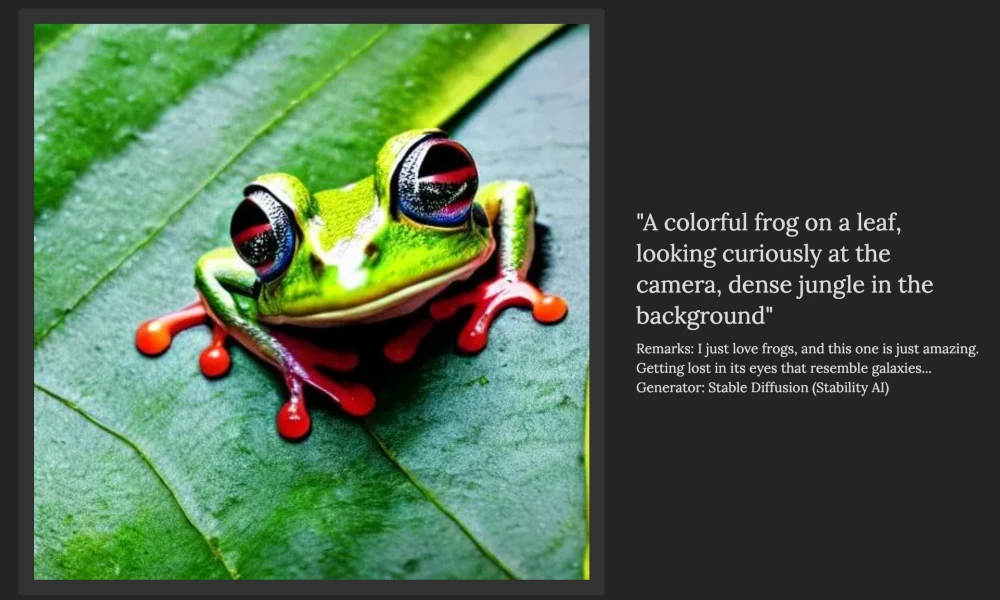 "A colorful frog on a leaf,
looking curiously at the
camera, dense jungle in the
background"
Remarks: I just love frogs, and this one is just amazing.
Getting lost in its eyes that resemble galaxies...
Generator: Stable Diffusion (Stability AI)